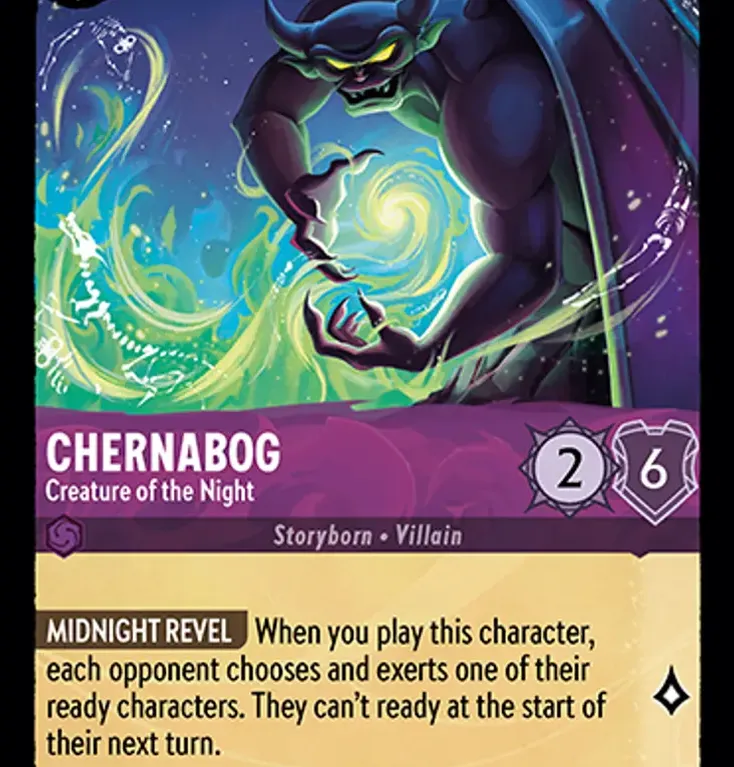 CHERNABOG
Creature of the Night
2 6
Storyborn • Villain
MIDNIGHT REVEL When you play this character,
each opponent chooses and exerts one of their
ready characters. They can't ready at the start of
their next turn.